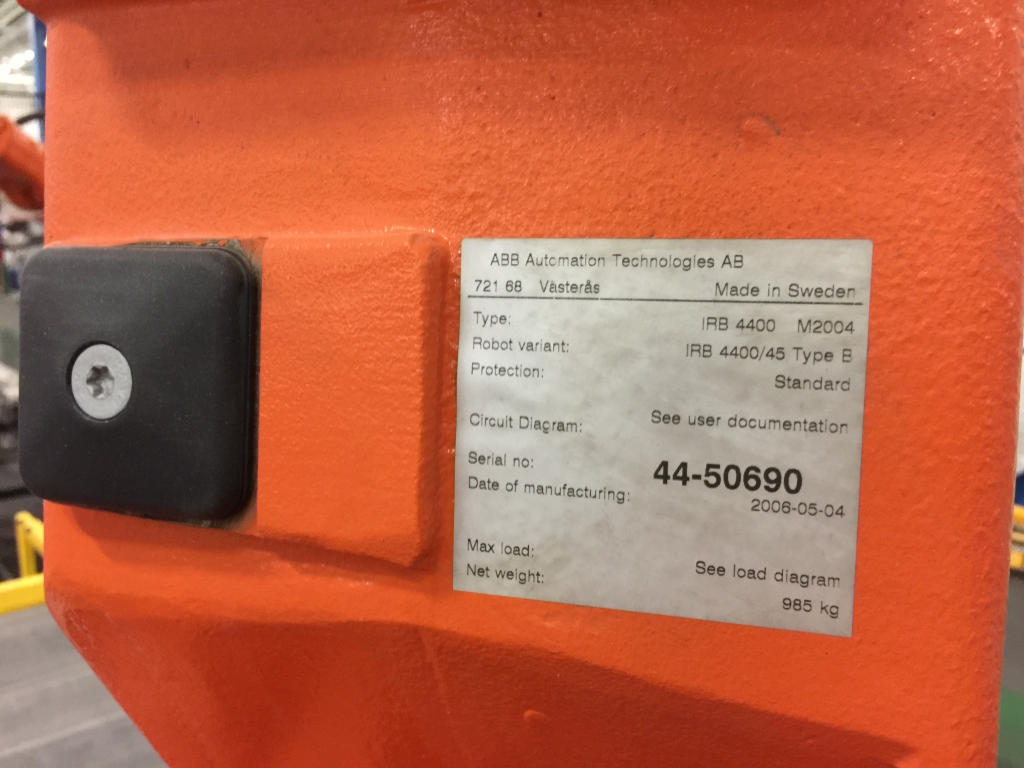 ABB Automation Technologies AB
721 68 Västerås Made in Sweden
Type: IRB 4400 M2004
Robot variant: IRB 4400/45 Type B
Protection: Standard
Circuit Diagram: See user documentation
Serial no: 44-50690
Date of manufacturing: 2006-05-04
Max load: See load diagram
Net weight: 985 kg